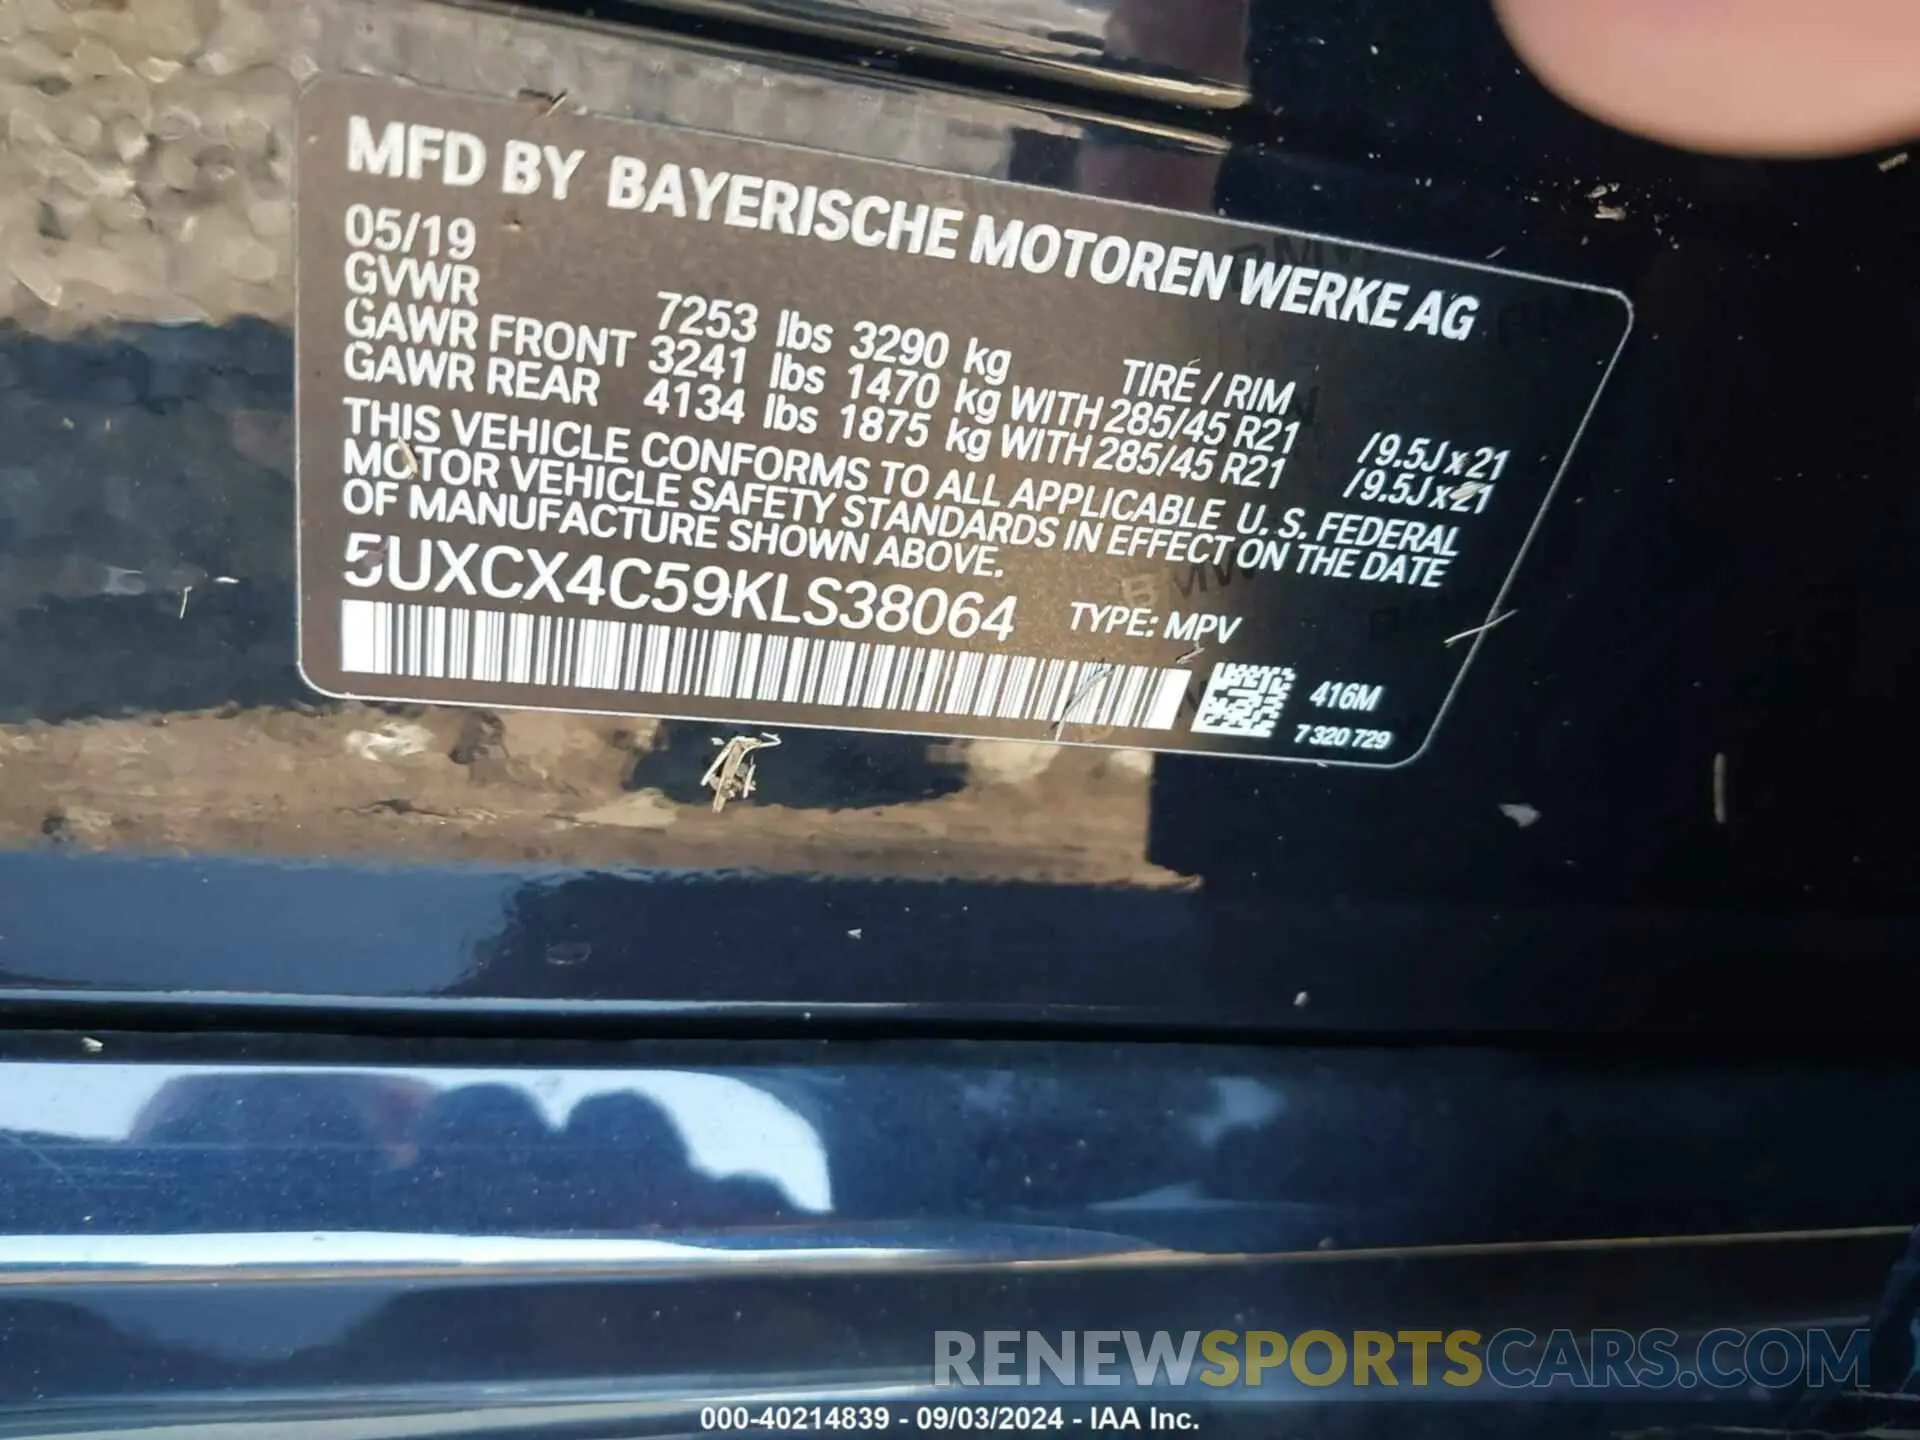 MFD BY BAYERISCHE MOTOREN WERKE AG
05/19
GVWR 7253 lbs 3290 kg TIRE / RIM
GAWR FRONT 3241 lbs 1470 kg WITH 285/45 R21 /9.5J x 21
GAWR REAR 4134 lbs 1875 kg WITH 285/45 R21 /9.5J x 21
THIS VEHICLE CONFORMS TO ALL APPLICABLE U. S. FEDERAL
MOTOR VEHICLE SAFETY STANDARDS IN EFFECT ON THE DATE
OF MANUFACTURE SHOWN ABOVE.
5UXCX4C59KLS38064 TYPE: MPV
416M
7 320 729
RENEWSPORTSCARS.COM
000-40214839 - 09/03/2024 - IAA Inc.